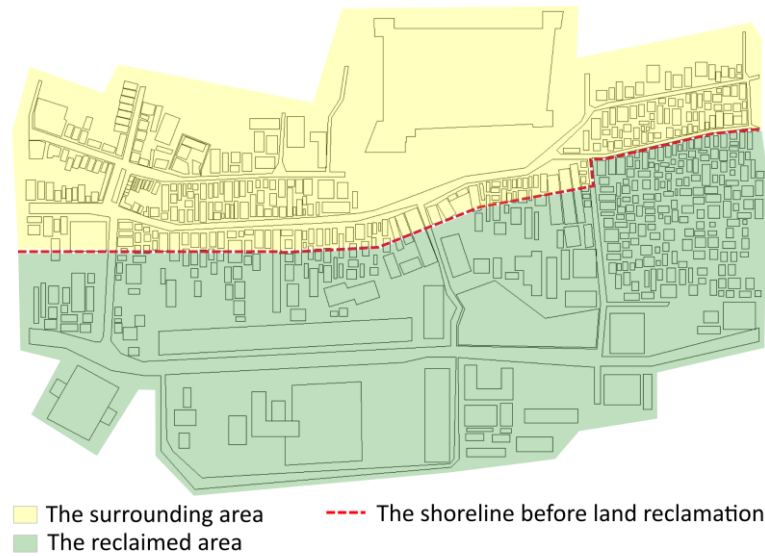 The surrounding area
The shoreline before land reclamation
The reclaimed area